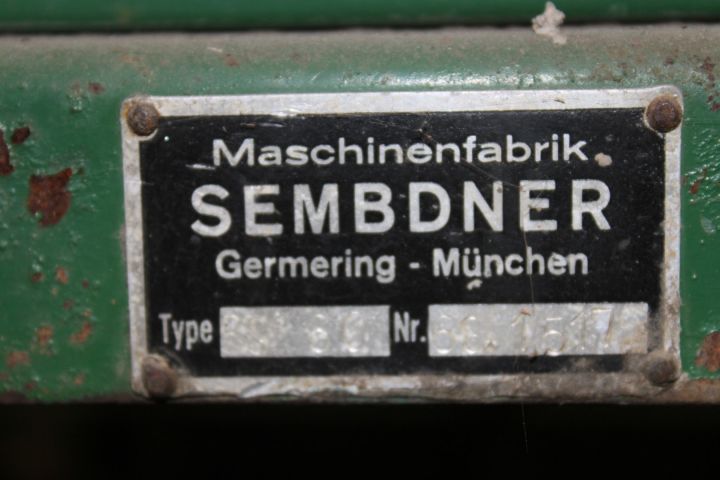 Maschinenfabrik
SEMBDNER
Germering - München
Type Nr.